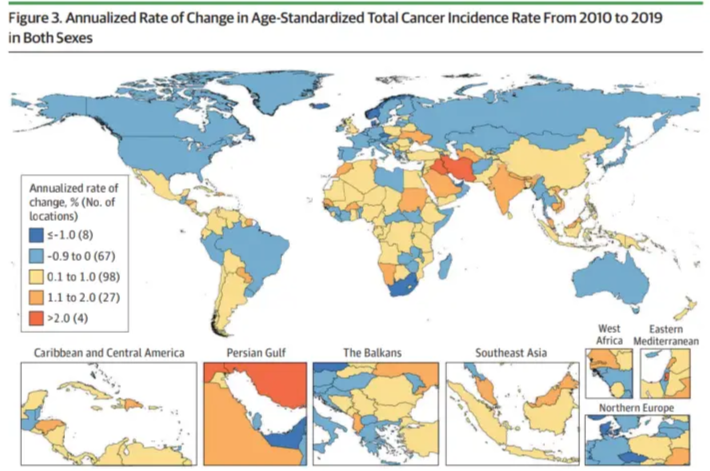 Figure 3. Annualized Rate of Change in Age-Standardized Total Cancer Incidence Rate From 2010 to 2019
in Both Sexes
Annualized rate of
change, % (No. of
locations)
≤-1.0 (8)
-0.9 to 0 (67)
0.1 to 1.0 (98)
1.1 to 2.0 (27)
>2.0 (4)
Caribbean and Central America
Persian Gulf
The Balkans
Southeast Asia
West
Africa
Eastern
Mediterranean
Northern Europe